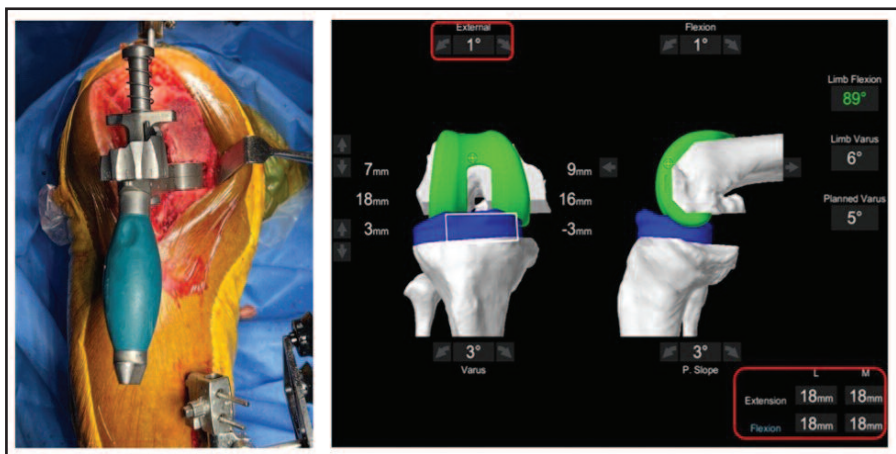 External
1°
Flexion
1°
Limb Flexion
89°
Limb Varus
6°
Planned Varus
5°
7mm
18mm
3mm
9mm
16mm
-3mm
3°
Varus
3°
P. Slope
L M
Extension 18mm 18mm
Flexion 18mm 18mm